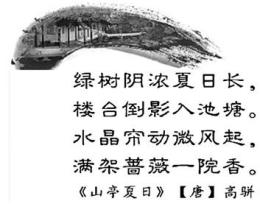 绿树阴浓夏日长，
楼台倒影入池塘。
水晶帘动微风起，
满架蔷薇一院香。
《山亭夏日》【唐】高骈